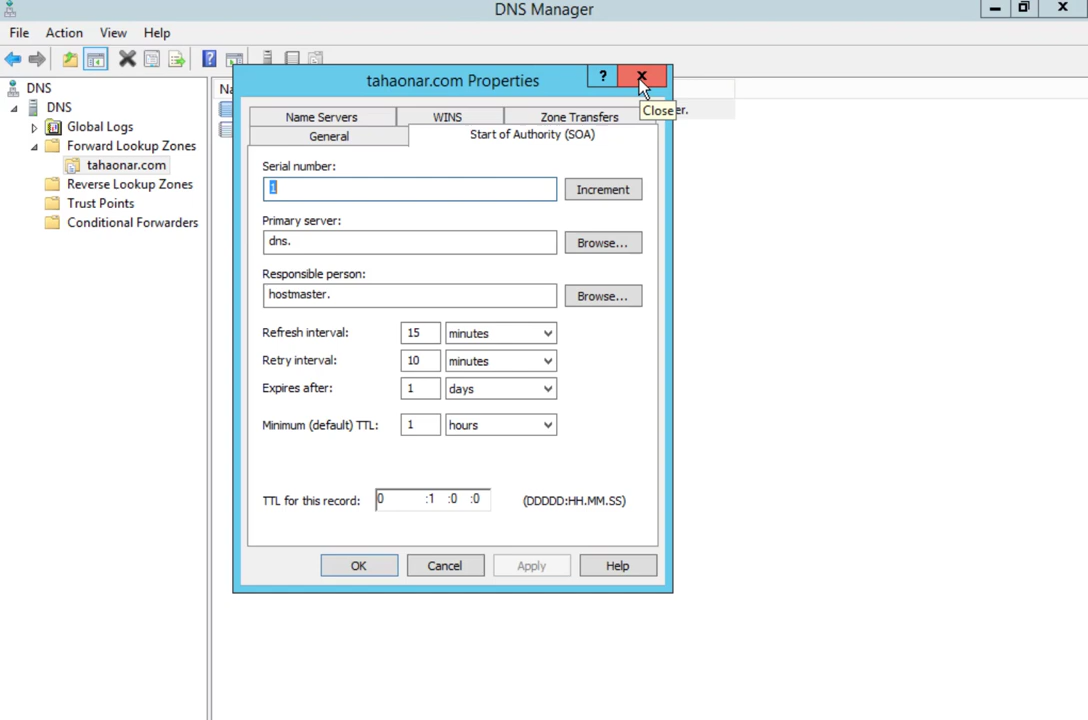 DNS Manager
File Action View Help
DNS
DNS
Global Logs
Forward Lookup Zones
tahaonar.com
Reverse Lookup Zones
Trust Points
Conditional Forwarders
Na
tahaonar.com Properties
? x
Close
er.
Name Servers WINS Zone Transfers
General Start of Authority (SOA)
Serial number:
1 Increment
Primary server:
dns. Browse...
Responsible person:
hostmaster. Browse...
Refresh interval: 15 minutes
Retry interval: 10 minutes
Expires after: 1 days
Minimum (default) TTL: 1 hours
TTL for this record: 0 :1 :0 :0 (DDDDD:HH.MM.SS)
OK Cancel Apply Help